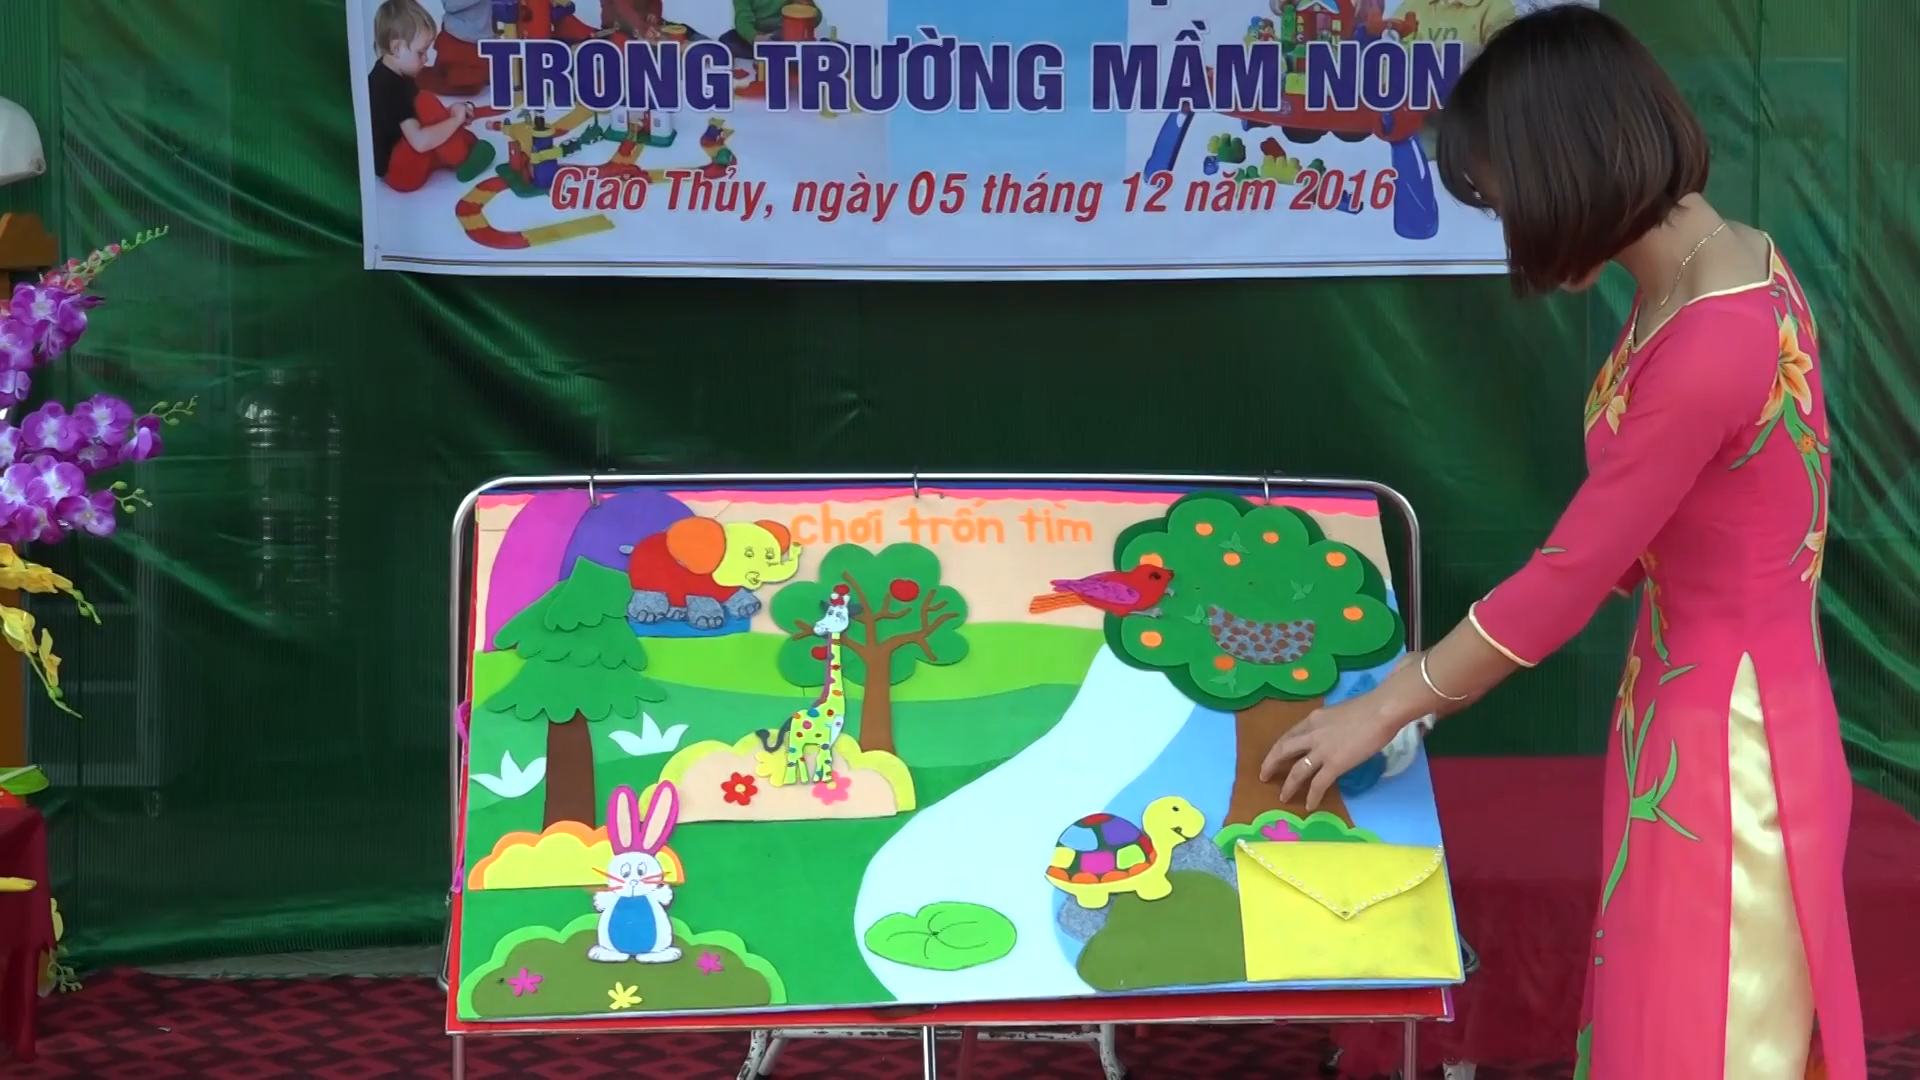 TRONG TRƯỜNG MẦM NON
Giao Thủy, ngày 05 tháng 12 năm 2016
chơi trốn tìm